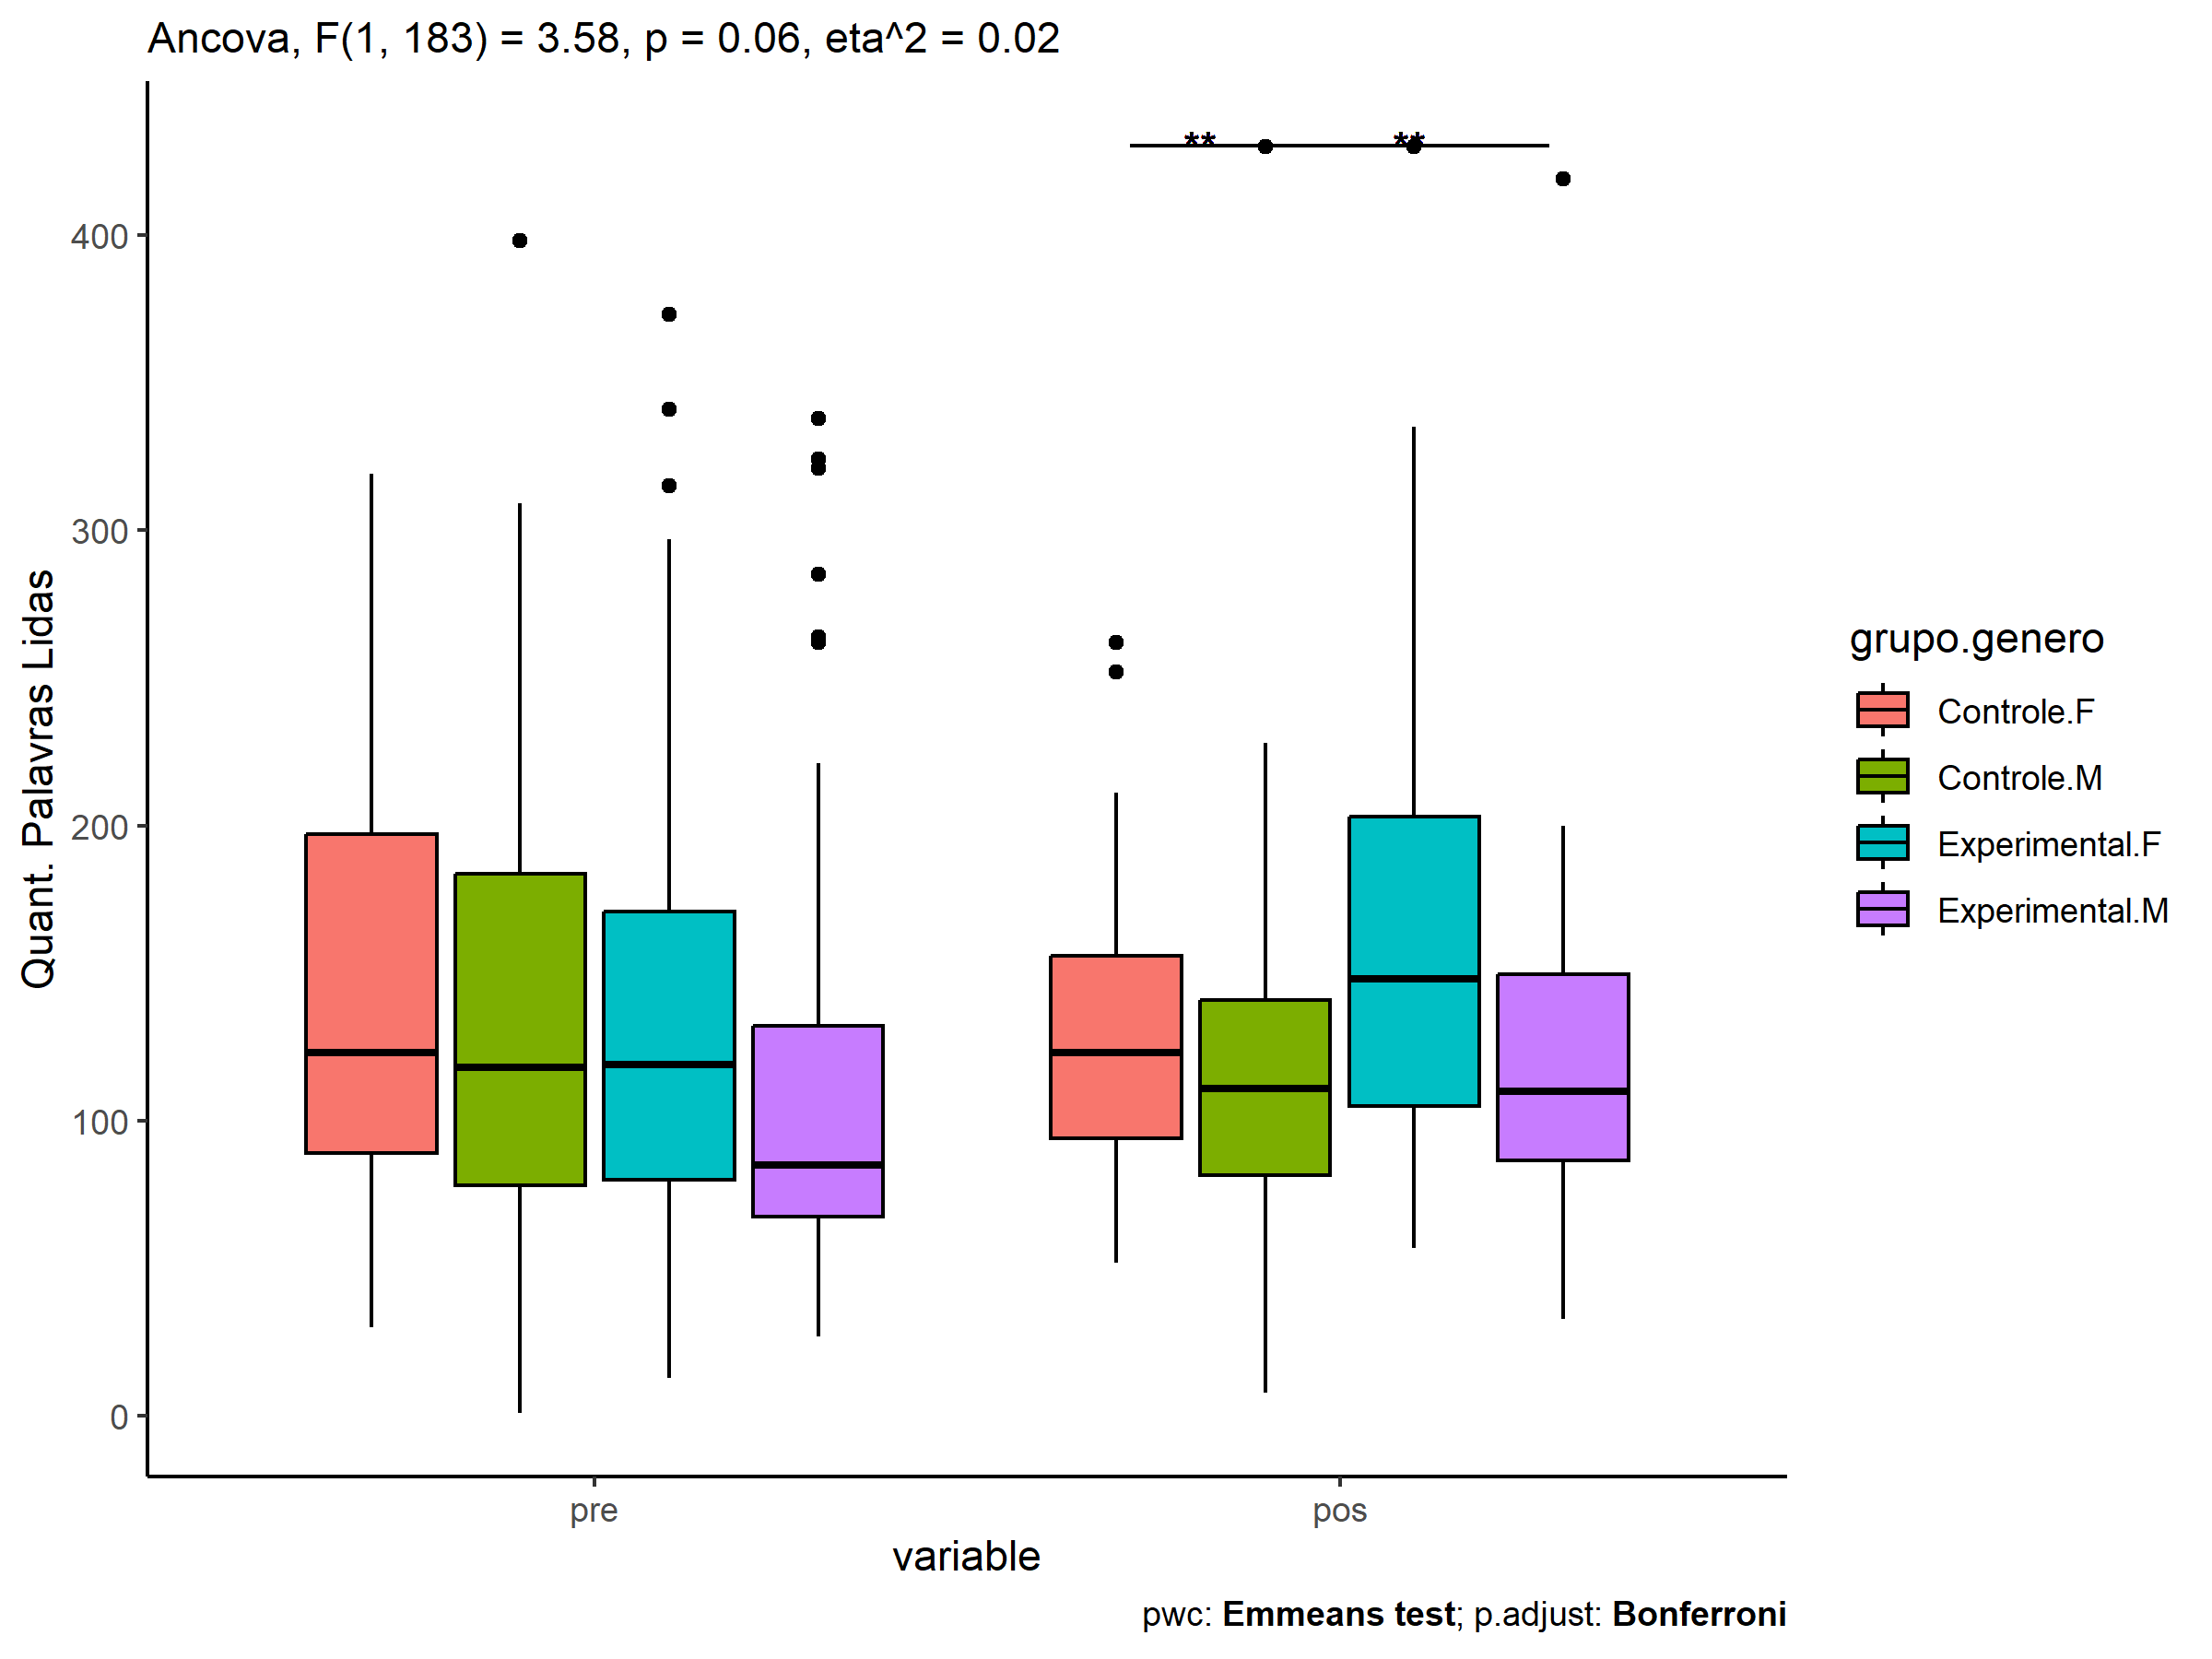 Ancova, F(1, 183) = 3.58, p = 0.06, eta^2 = 0.02
** **
400
300
200
100
0
Quant. Palavras Lidas
pre pos
variable
grupo.genero
Controle.F
Controle.M
Experimental.F
Experimental.M
pwc: Emmeans test; p.adjust: Bonferroni